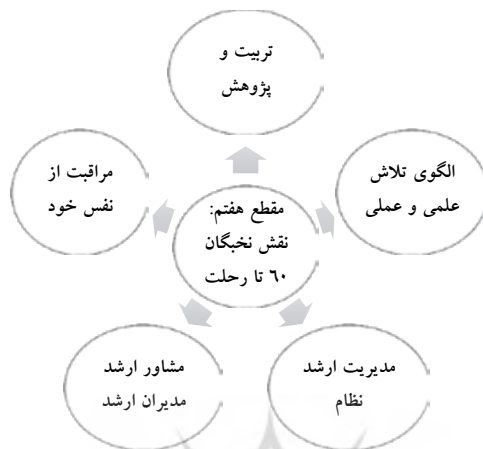 تربیت و
پژوهش
الگوی تلاش
علمی و عملی
مراقبت از
نفس خود
مقطع هفتم:
نقش نخبگان
٦٠ تا رحلت
مدیریت ارشد
نظام
مشاور ارشد
مدیران ارشد